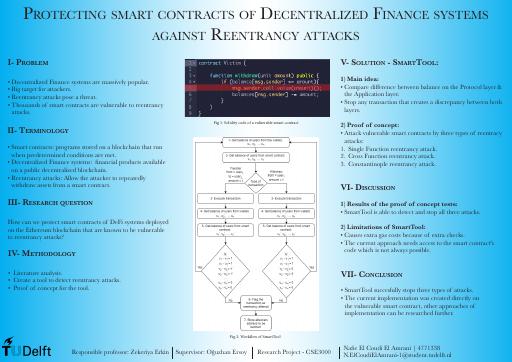 PROTECTING SMART CONTRACTS OF DECENTRALIZED FINANCE SYSTEMS
AGAINST REENTRANCY ATTACKS
I- PROBLEM
• Decentralized Finance systems are massively popular.
• Big target for attackers.
• Reentrancy attacks pose a threat.
• Thousands of smart contracts are vulnerable to reentrancy
attacks.
II- TERMINOLOGY
• Smart contracts: programs stored on a blockchain that run
when predetermined conditions are met.
• Decentralized Finance systems: financial products available
on a public decentralized blockchain.
• Reentrancy attacks: Allow the attacker to repeatedly
withdraw assets from a smart contract.
III- RESEARCH QUESTION
How can we protect smart contracts of DeFi systems deployed
on the Ethereum blockchain that are known to be vulnerable
to reentrancy attacks?
IV- METHODOLOGY
• Literature analysis.
• Create a tool to detect reentrancy attacks.
• Proof of concept for the tool.
contract Victim {
function withdraw(uint amount) public {
if (balance[msg.sender] >= amount){
msg.sender.call.value(amount)();
balance[msg.sender] -= amount;
}
Fig 1: Solidity code of a vulnerable smart contract
2- Execute transaction
3- Execute transaction
Yes
No
No
Yes
Fig 2: Workflow of SmartTool
V- SOLUTION - SMARTTOOL:
1) Main idea:
• Compare difference between balance on the Protocol layer &
the Application layer.
• Stop any transaction that creates a discrepancy between both
layers.
2) Proof of concept:
• Attack vulnerable smart contracts by three types of reentrancy
attacks:
1. Single Function reentrancy attack.
2. Cross Function reentrancy attack.
3. Constantinople reentrancy attack.
VI- DISCUSSION
1) Results of the proof of concept tests:
• SmartTool is able to detect and stop all three attacks.
2) Limitations of SmartTool:
• Causes extra gas costs because of extra checks.
• The current approach needs access to the smart contract's
code which is not always possible.
VII- CONCLUSION
• SmartTool succesfully stops three types of attacks.
• The current implementation was created directly on
the vulnerable smart contract, other approaches of
implementation can be researched further.
TUDelft
Responsible professor: Zekeriya Erkin | Supervisor: Oğuzhan Ersoy | Research Project - CSE3000
Nafie El Coudi El Amrani | 4771338
N.ElCoudiElAmrani-1@student.tudelft.nl